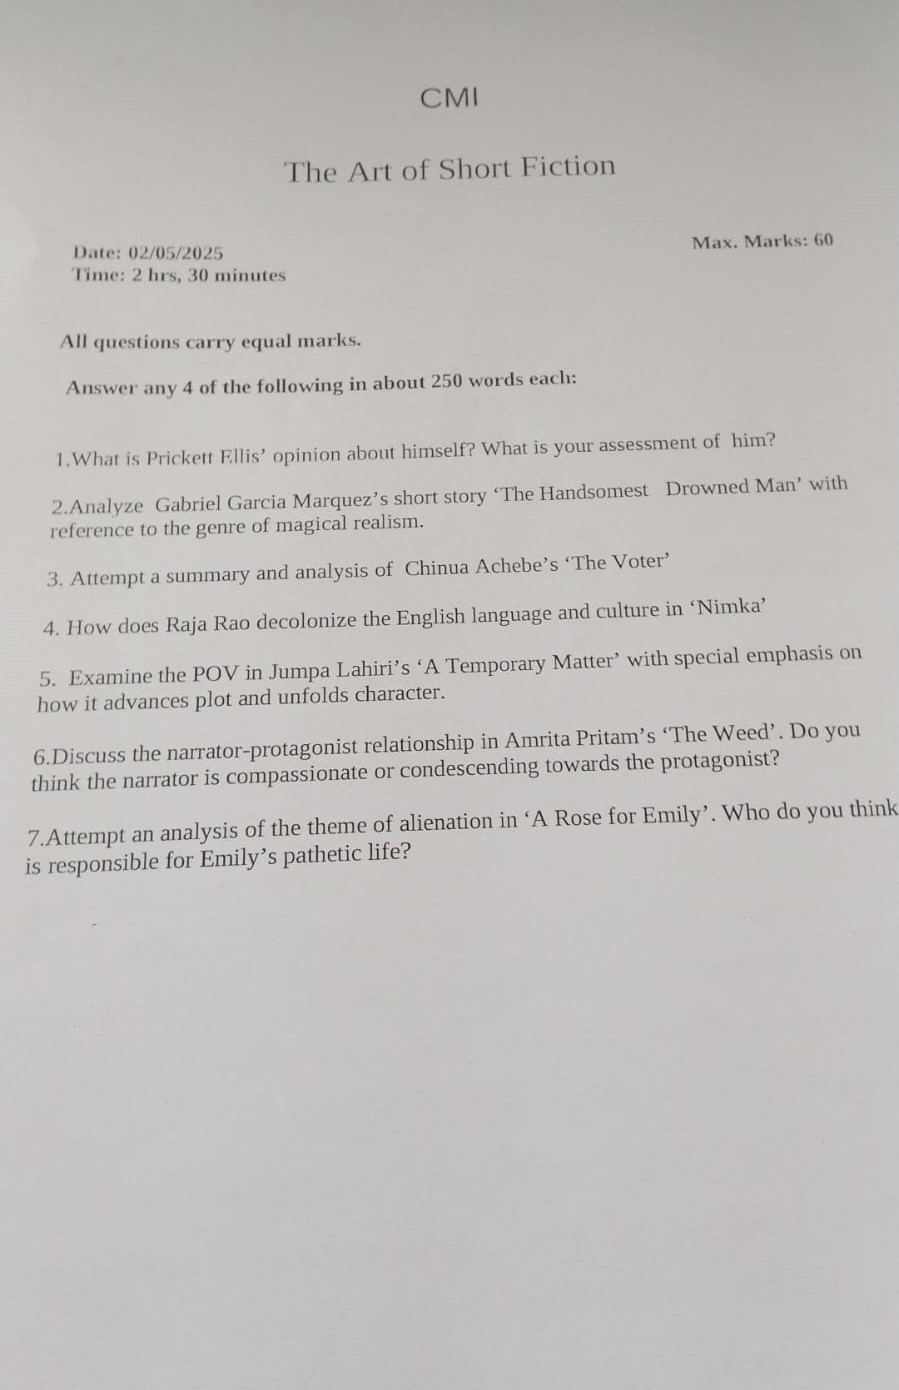 CMI
The Art of Short Fiction
Date: 02/05/2025
Max. Marks: 60
Time: 2 hrs, 30 minutes
All questions carry equal marks.
Answer any 4 of the following in about 250 words each:
1.What is Prickett Ellis’ opinion about himself? What is your assessment of him?
2.Analyze Gabriel Garcia Marquez’s short story ‘The Handsomest Drowned Man’ with
reference to the genre of magical realism.
3. Attempt a summary and analysis of Chinua Achebe’s ‘The Voter’
4. How does Raja Rao decolonize the English language and culture in ‘Nimka’
5. Examine the POV in Jumpa Lahiri’s ‘A Temporary Matter’ with special emphasis on
how it advances plot and unfolds character.
6.Discuss the narrator-protagonist relationship in Amrita Pritam’s ‘The Weed’. Do you
think the narrator is compassionate or condescending towards the protagonist?
7.Attempt an analysis of the theme of alienation in ‘A Rose for Emily’. Who do you think
is responsible for Emily’s pathetic life?